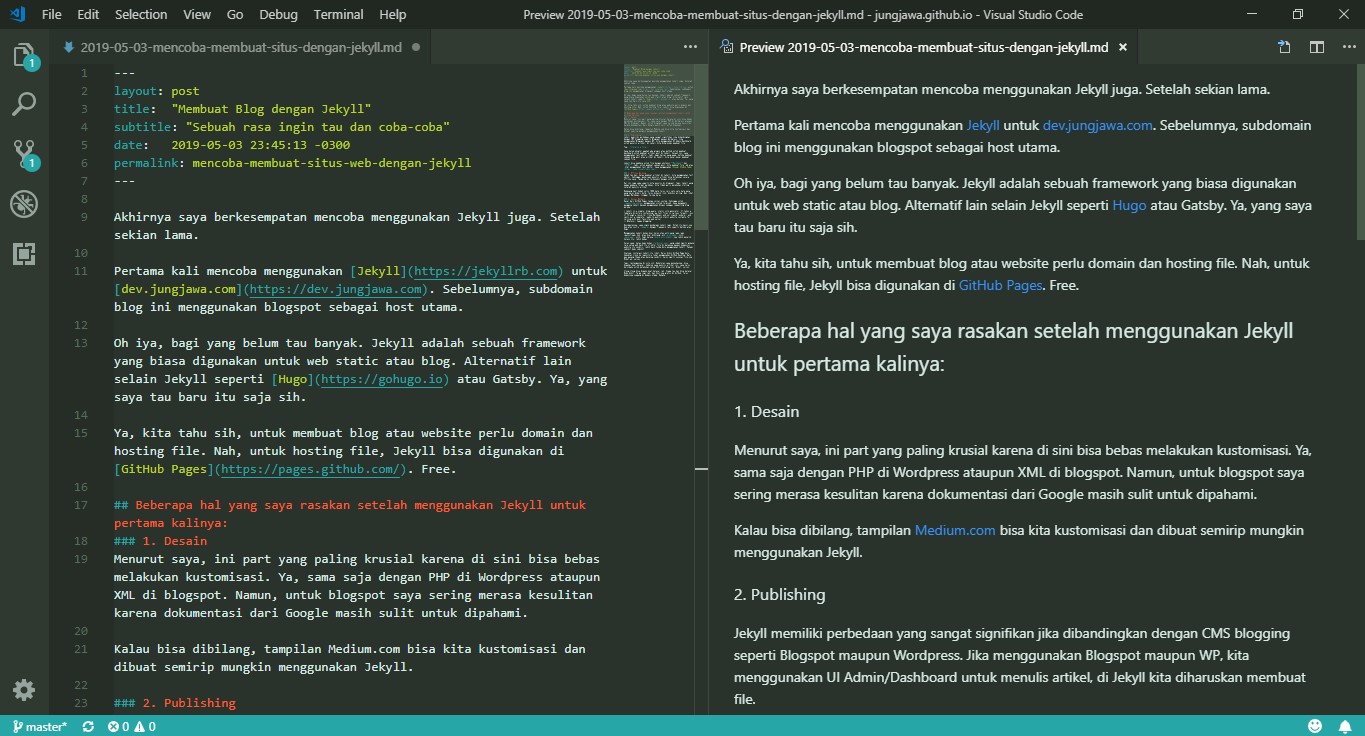 File Edit Selection View Go Debug Terminal Help
Preview 2019-05-03-mencoba-membuat-situs-dengan-jekyll.md - jungjawa.github.io - Visual Studio Code
1
1
2019-05-03-mencoba-membuat-situs-dengan-jekyll.md
1 ---
2 layout: post
3 title:  "Membuat Blog dengan Jekyll"
4 subtitle: "Sebuah rasa ingin tau dan coba-coba"
5 date:   2019-05-03 23:45:13 -0300
6 permalink: mencoba-membuat-situs-web-dengan-jekyll
7 ---
8
9 Akhirnya saya berkesempatan mencoba menggunakan Jekyll juga. Setelah
sekian lama.
10
11 Pertama kali mencoba menggunakan [Jekyll](https://jekyllrb.com) untuk
[dev.jungjawa.com](https://dev.jungjawa.com). Sebelumnya, subdomain
blog ini menggunakan blogspot sebagai host utama.
12
13 Oh iya, bagi yang belum tau banyak. Jekyll adalah sebuah framework
yang biasa digunakan untuk web static atau blog. Alternatif lain
selain Jekyll seperti [Hugo](https://gohugo.io) atau Gatsby. Ya, yang
saya tau baru itu saja sih.
14
15 Ya, kita tahu sih, untuk membuat blog atau website perlu domain dan
hosting file. Nah, untuk hosting file, Jekyll bisa digunakan di
[GitHub Pages](https://pages.github.com/). Free.
16
17 ## Beberapa hal yang saya rasakan setelah menggunakan Jekyll untuk
pertama kalinya:
18 ### 1. Desain
19 Menurut saya, ini part yang paling krusial karena di sini bisa bebas
melakukan kustomisasi. Ya, sama saja dengan PHP di Wordpress ataupun
XML di blogspot. Namun, untuk blogspot saya sering merasa kesulitan
karena dokumentasi dari Google masih sulit untuk dipahami.
20
21 Kalau bisa dibilang, tampilan Medium.com bisa kita kustomisasi dan
dibuat semirip mungkin menggunakan Jekyll.
22
23 ### 2. Publishing
Preview 2019-05-03-mencoba-membuat-situs-dengan-jekyll.md
Akhirnya saya berkesempatan mencoba menggunakan Jekyll juga. Setelah sekian lama.
Pertama kali mencoba menggunakan Jekyll untuk dev.jungjawa.com. Sebelumnya, subdomain
blog ini menggunakan blogspot sebagai host utama.
Oh iya, bagi yang belum tau banyak. Jekyll adalah sebuah framework yang biasa digunakan
untuk web static atau blog. Alternatif lain selain Jekyll seperti Hugo atau Gatsby. Ya, yang saya
tau baru itu saja sih.
Ya, kita tahu sih, untuk membuat blog atau website perlu domain dan hosting file. Nah, untuk
hosting file, Jekyll bisa digunakan di GitHub Pages. Free.
Beberapa hal yang saya rasakan setelah menggunakan Jekyll
untuk pertama kalinya:
1. Desain
Menurut saya, ini part yang paling krusial karena di sini bisa bebas melakukan kustomisasi. Ya,
sama saja dengan PHP di Wordpress ataupun XML di blogspot. Namun, untuk blogspot saya
sering merasa kesulitan karena dokumentasi dari Google masih sulit untuk dipahami.
Kalau bisa dibilang, tampilan Medium.com bisa kita kustomisasi dan dibuat semirip mungkin
menggunakan Jekyll.
2. Publishing
Jekyll memiliki perbedaan yang sangat signifikan jika dibandingkan dengan CMS blogging
seperti Blogspot maupun Wordpress. Jika menggunakan Blogspot maupun WP, kita
menggunakan UI Admin/Dashboard untuk menulis artikel, di Jekyll kita diharuskan membuat
file.
master* 0 0